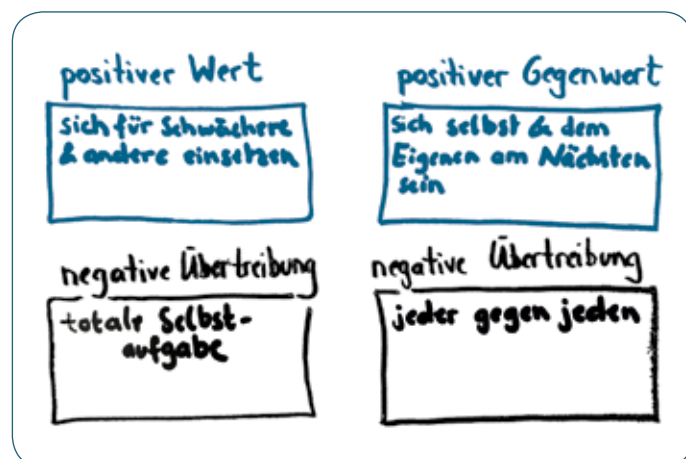 positiver Wert
sich für Schwächere
& andere einsetzen
positiver Gegenwert
sich selbst & dem
Eigenen am Nächsten
sein
negative Übertreibung
totale Selbst-
aufgabe
negative Übertreibung
jeder gegen jeden